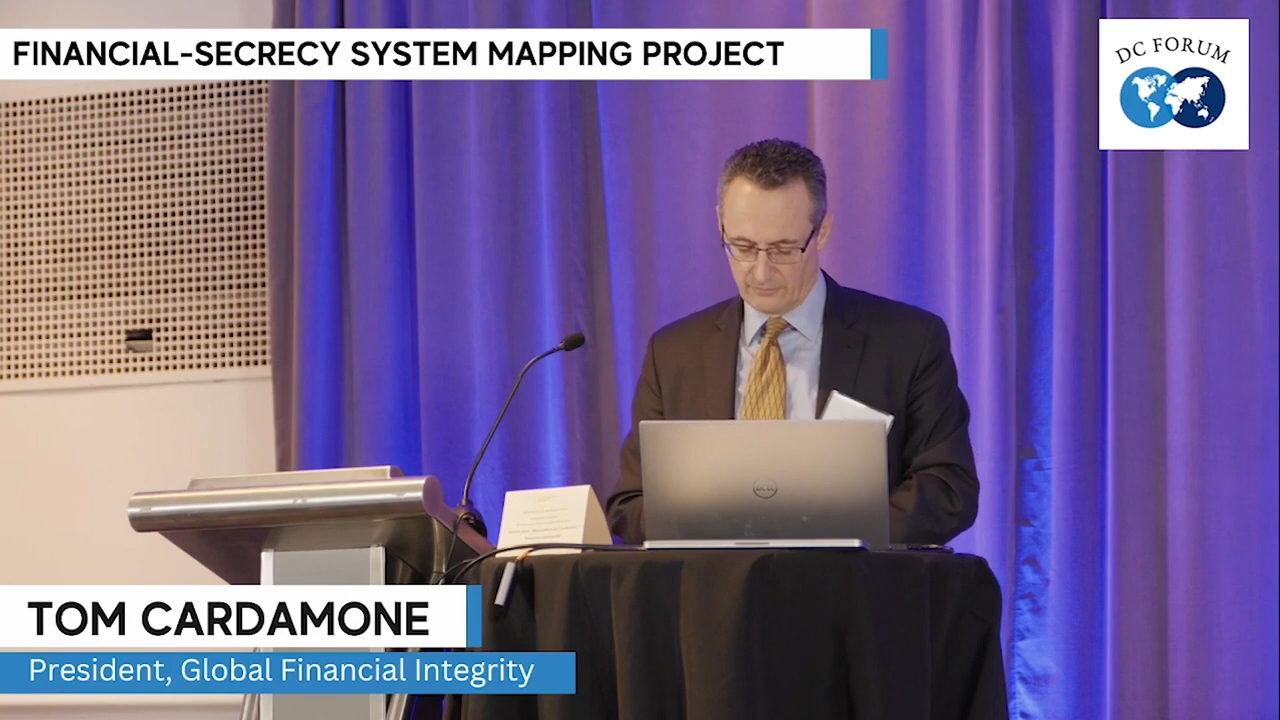 FINANCIAL-SECRECY SYSTEM MAPPING PROJECT
DC FORUM
DELL
TOM CARDAMONE
President, Global Financial Integrity